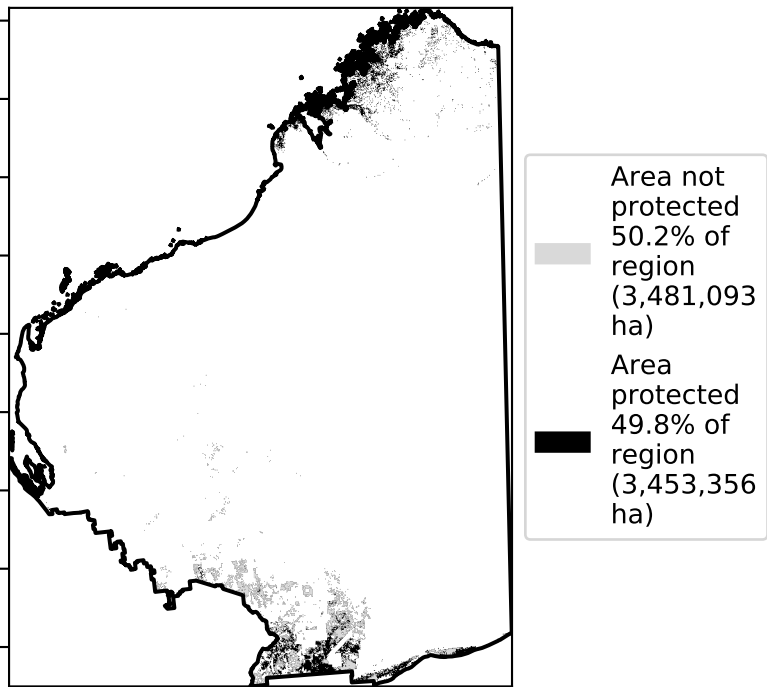 Area not
protected
50.2% of
region
(3,481,093
ha)
Area
protected
49.8% of
region
(3,453,356
ha)